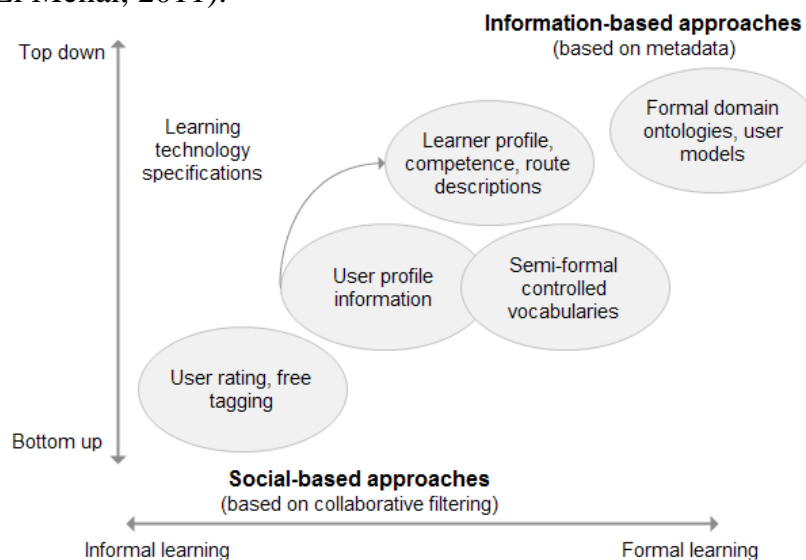 2011).
Information-based approaches
(based on metadata)
Top down
Formal domain
ontologies, user
models
Learning
technology
specifications
Learner profile,
competence, route
descriptions
User profile
information
Semi-formal
controlled
vocabularies
User rating, free
tagging
Bottom up
Social-based approaches
(based on collaborative filtering)
Informal learning
Formal learning